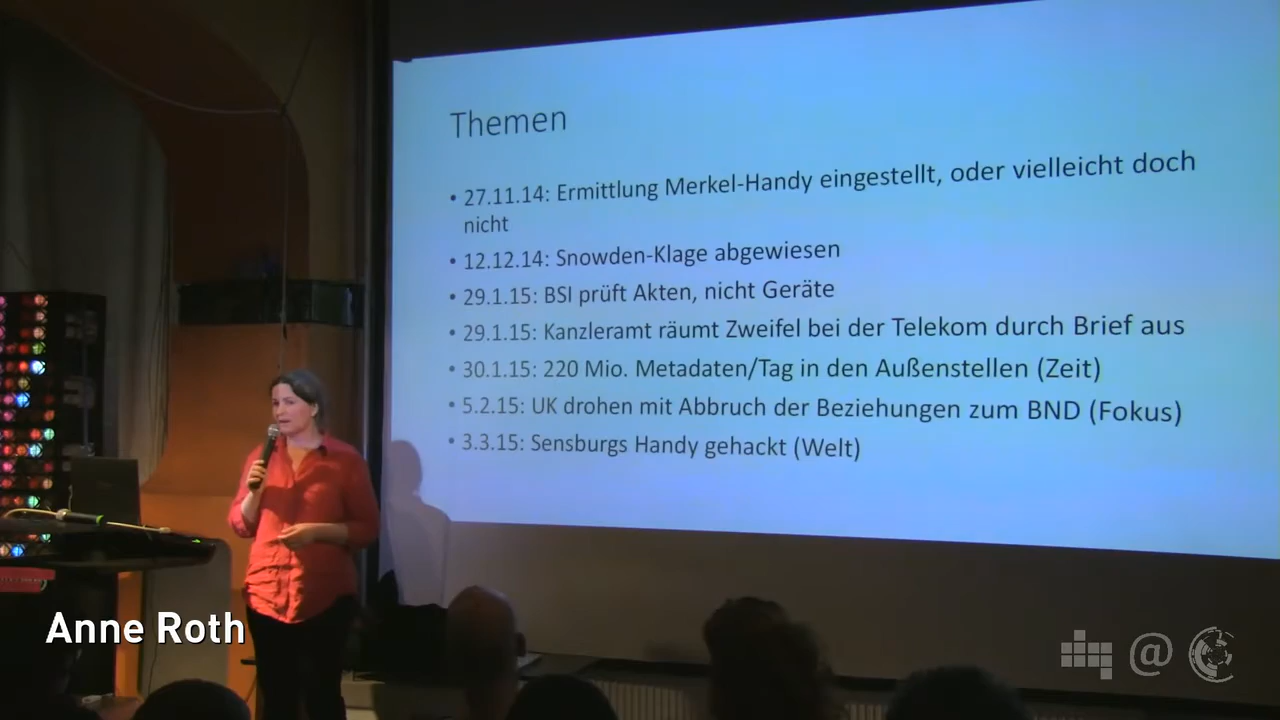 Themen
• 27.11.14: Ermittlung Merkel-Handy eingestellt, oder vielleicht doch
nicht
• 12.12.14: Snowden-Klage abgewiesen
• 29.1.15: BSI prüft Akten, nicht Geräte
• 29.1.15: Kanzleramt räumt Zweifel bei der Telekom durch Brief aus
• 30.1.15: 220 Mio. Metadaten/Tag in den Außenstellen (Zeit)
• 5.2.15: UK drohen mit Abbruch der Beziehungen zum BND (Fokus)
• 3.3.15: Sensburgs Handy gehackt (Welt)
Anne Roth
@